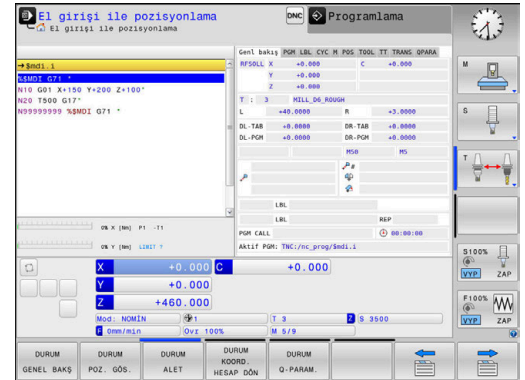 El girişi ile pozisyonlama
El girişi ile pozisyonlama
DNC
Programlama
→$mdi.i
%$MDI G71 *
N10 G01 X+150 Y+200 Z+100*
N20 T500 G17*
N99999999 %$MDI G71 *
0% X [Nm] P1 -T1
0% Y [Nm] LIMIT ?
Genl bakış PGM LBL CYC M POS TOOL TT TRANS QPARA
RFSOLL X +0.000 C +0.000
Y +0.000
Z +0.000
T : 3 MILL_D6_ROUGH
L +40.0000 R +3.0000
DL-TAB +0.0000 DR-TAB +0.0000
DL-PGM +0.0000 DR-PGM +0.0000
M50 M5
LBL
LBL REP
PGM CALL 00:00:00
Aktif PGM: TNC:/nc_prog/$mdi.i
X +0.000 C +0.000
Y +0.000
Z +460.000
Mod: NOMİN 1 T 3 Z S 3500
F 0mm/min Ovr 100% M 5/9
M
S
T
S100%
VYP ZAP
F100%
VYP ZAP
DURUM
GENEL BAKŞ
DURUM
POZ. GÖS.
DURUM
ALET
DURUM
KOORD.
HESAP DÖN
DURUM
Q-PARAM.